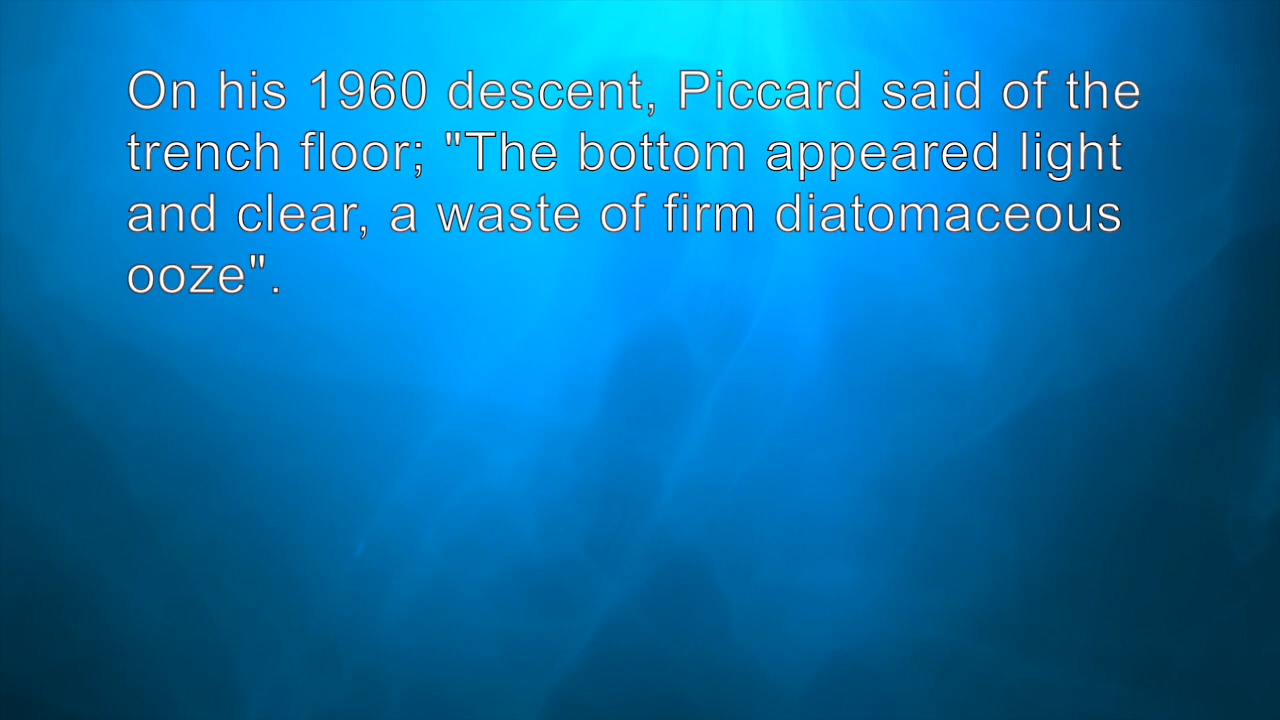 On his 1960 descent, Piccard said of the
trench floor; "The bottom appeared light
and clear, a waste of firm diatomaceous
ooze".